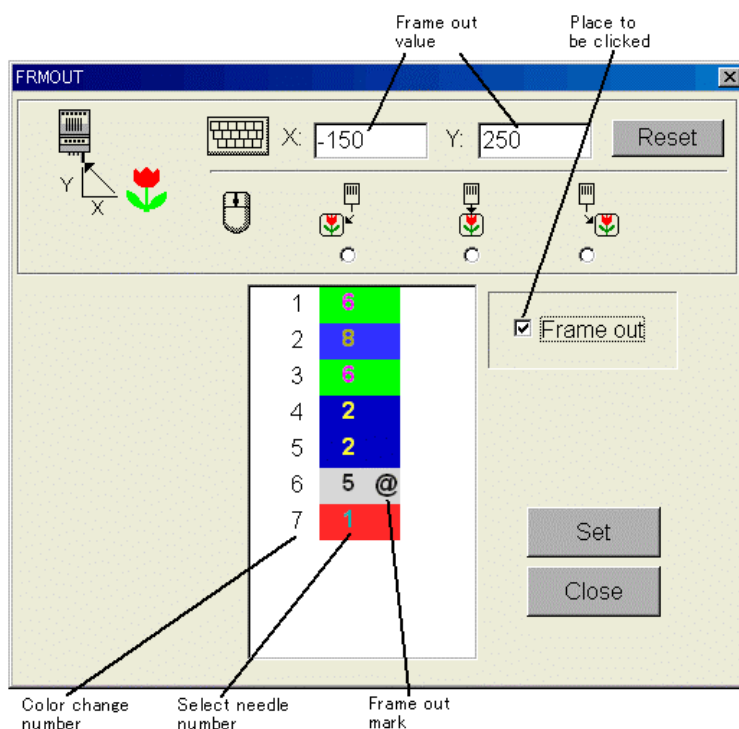 Frame out
value
Place to
be clicked
FRMOUT
X: -150 Y: 250 Reset
Y
X
1 6
2 8
3 6
4 2
5 2
6 5 @
7 1
Frame out
Set
Close
Color change
number
Select needle
number
Frame out
mark